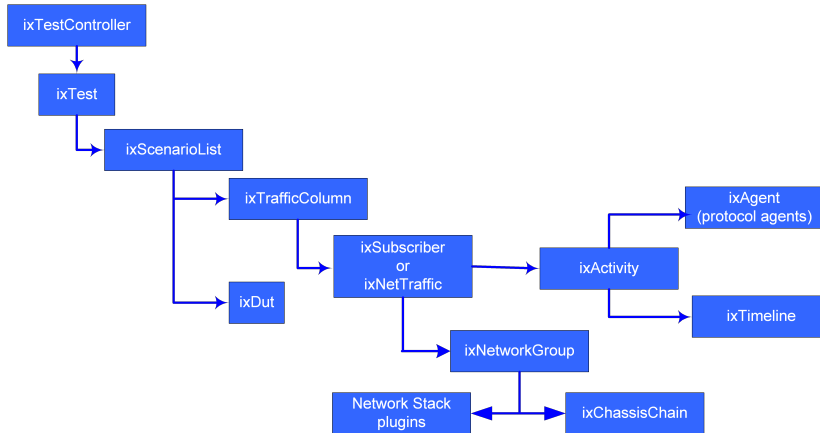 ixTestController
ixTest
ixScenarioList
ixTrafficColumn
ixAgent
(protocol agents)
ixSubscriber
or
ixNetTraffic
ixActivity
ixDut
ixTimeline
ixNetworkGroup
Network Stack
plugins
ixChassisChain